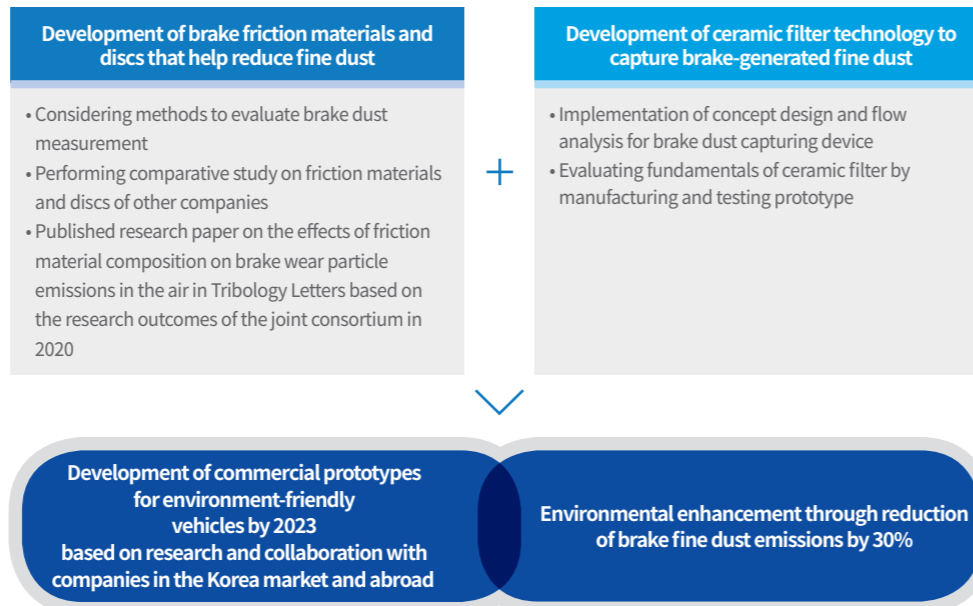 Development of brake friction materials and
discs that help reduce fine dust
• Considering methods to evaluate brake dust
measurement
• Performing comparative study on friction materials
and discs of other companies
• Published research paper on the effects of friction
material composition on brake wear particle
emissions in the air in Tribology Letters based on
the research outcomes of the joint consortium in
2020
+
Development of ceramic filter technology to
capture brake-generated fine dust
• Implementation of concept design and flow
analysis for brake dust capturing device
• Evaluating fundamentals of ceramic filter by
manufacturing and testing prototype
Development of commercial prototypes
for environment-friendly
vehicles by 2023
based on research and collaboration with
companies in the Korea market and abroad
Environmental enhancement through reduction
of brake fine dust emissions by 30%